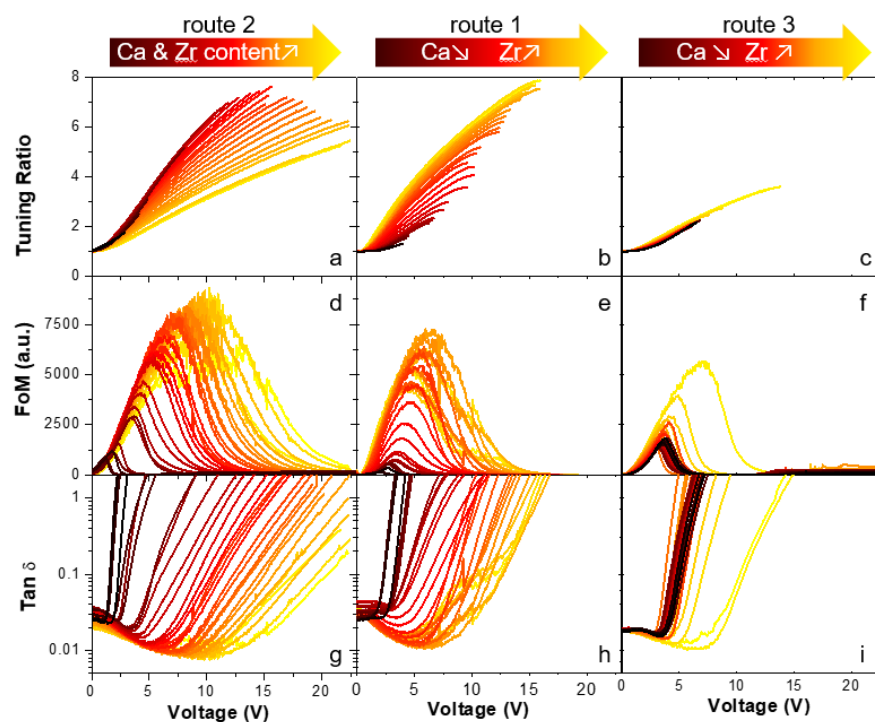 route 2 route 1 route 3
Ca & Zr content↗ Ca↘ Zr↗ Ca ↘ Zr ↗
8
6
4
2
0
Tuning Ratio
a b c
7500
5000
2500
0
FoM (a.u.)
d e f
1
0.1
0.01
Tan δ
g h i
0 5 10 15 20 0 5 10 15 20 0 5 10 15 20
Voltage (V) Voltage (V) Voltage (V)